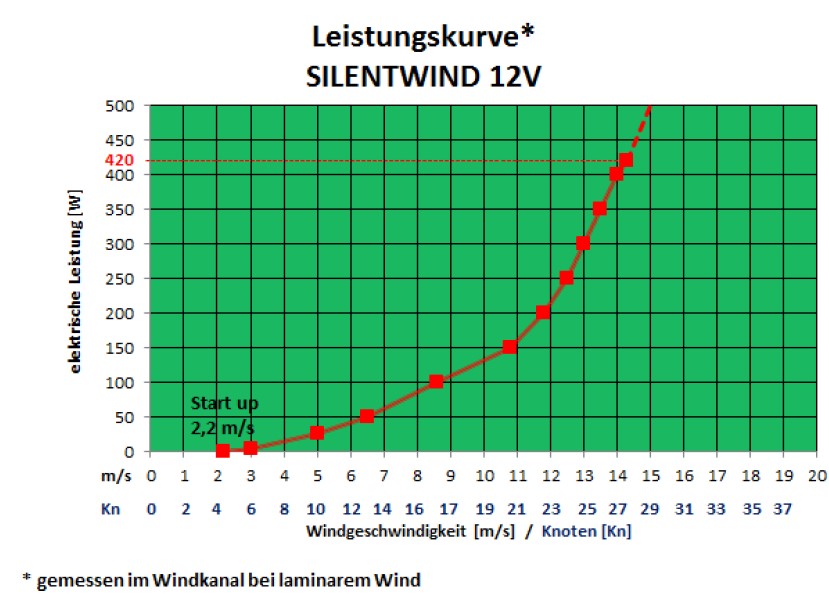 Leistungskurve*
SILENTWIND 12V
elektrische Leistung [W]
500
450
420
400
350
300
250
200
150
100
50
0
Start up
2,2 m/s
m/s 0 1 2 3 4 5 6 7 8 9 10 11 12 13 14 15 16 17 18 19 20
Kn 0 2 4 6 8 10 12 14 16 17 19 21 23 25 27 29 31 33 35 37
Windgeschwindigkeit [m/s] / Knoten [Kn]
* gemessen im Windkanal bei laminarem Wind